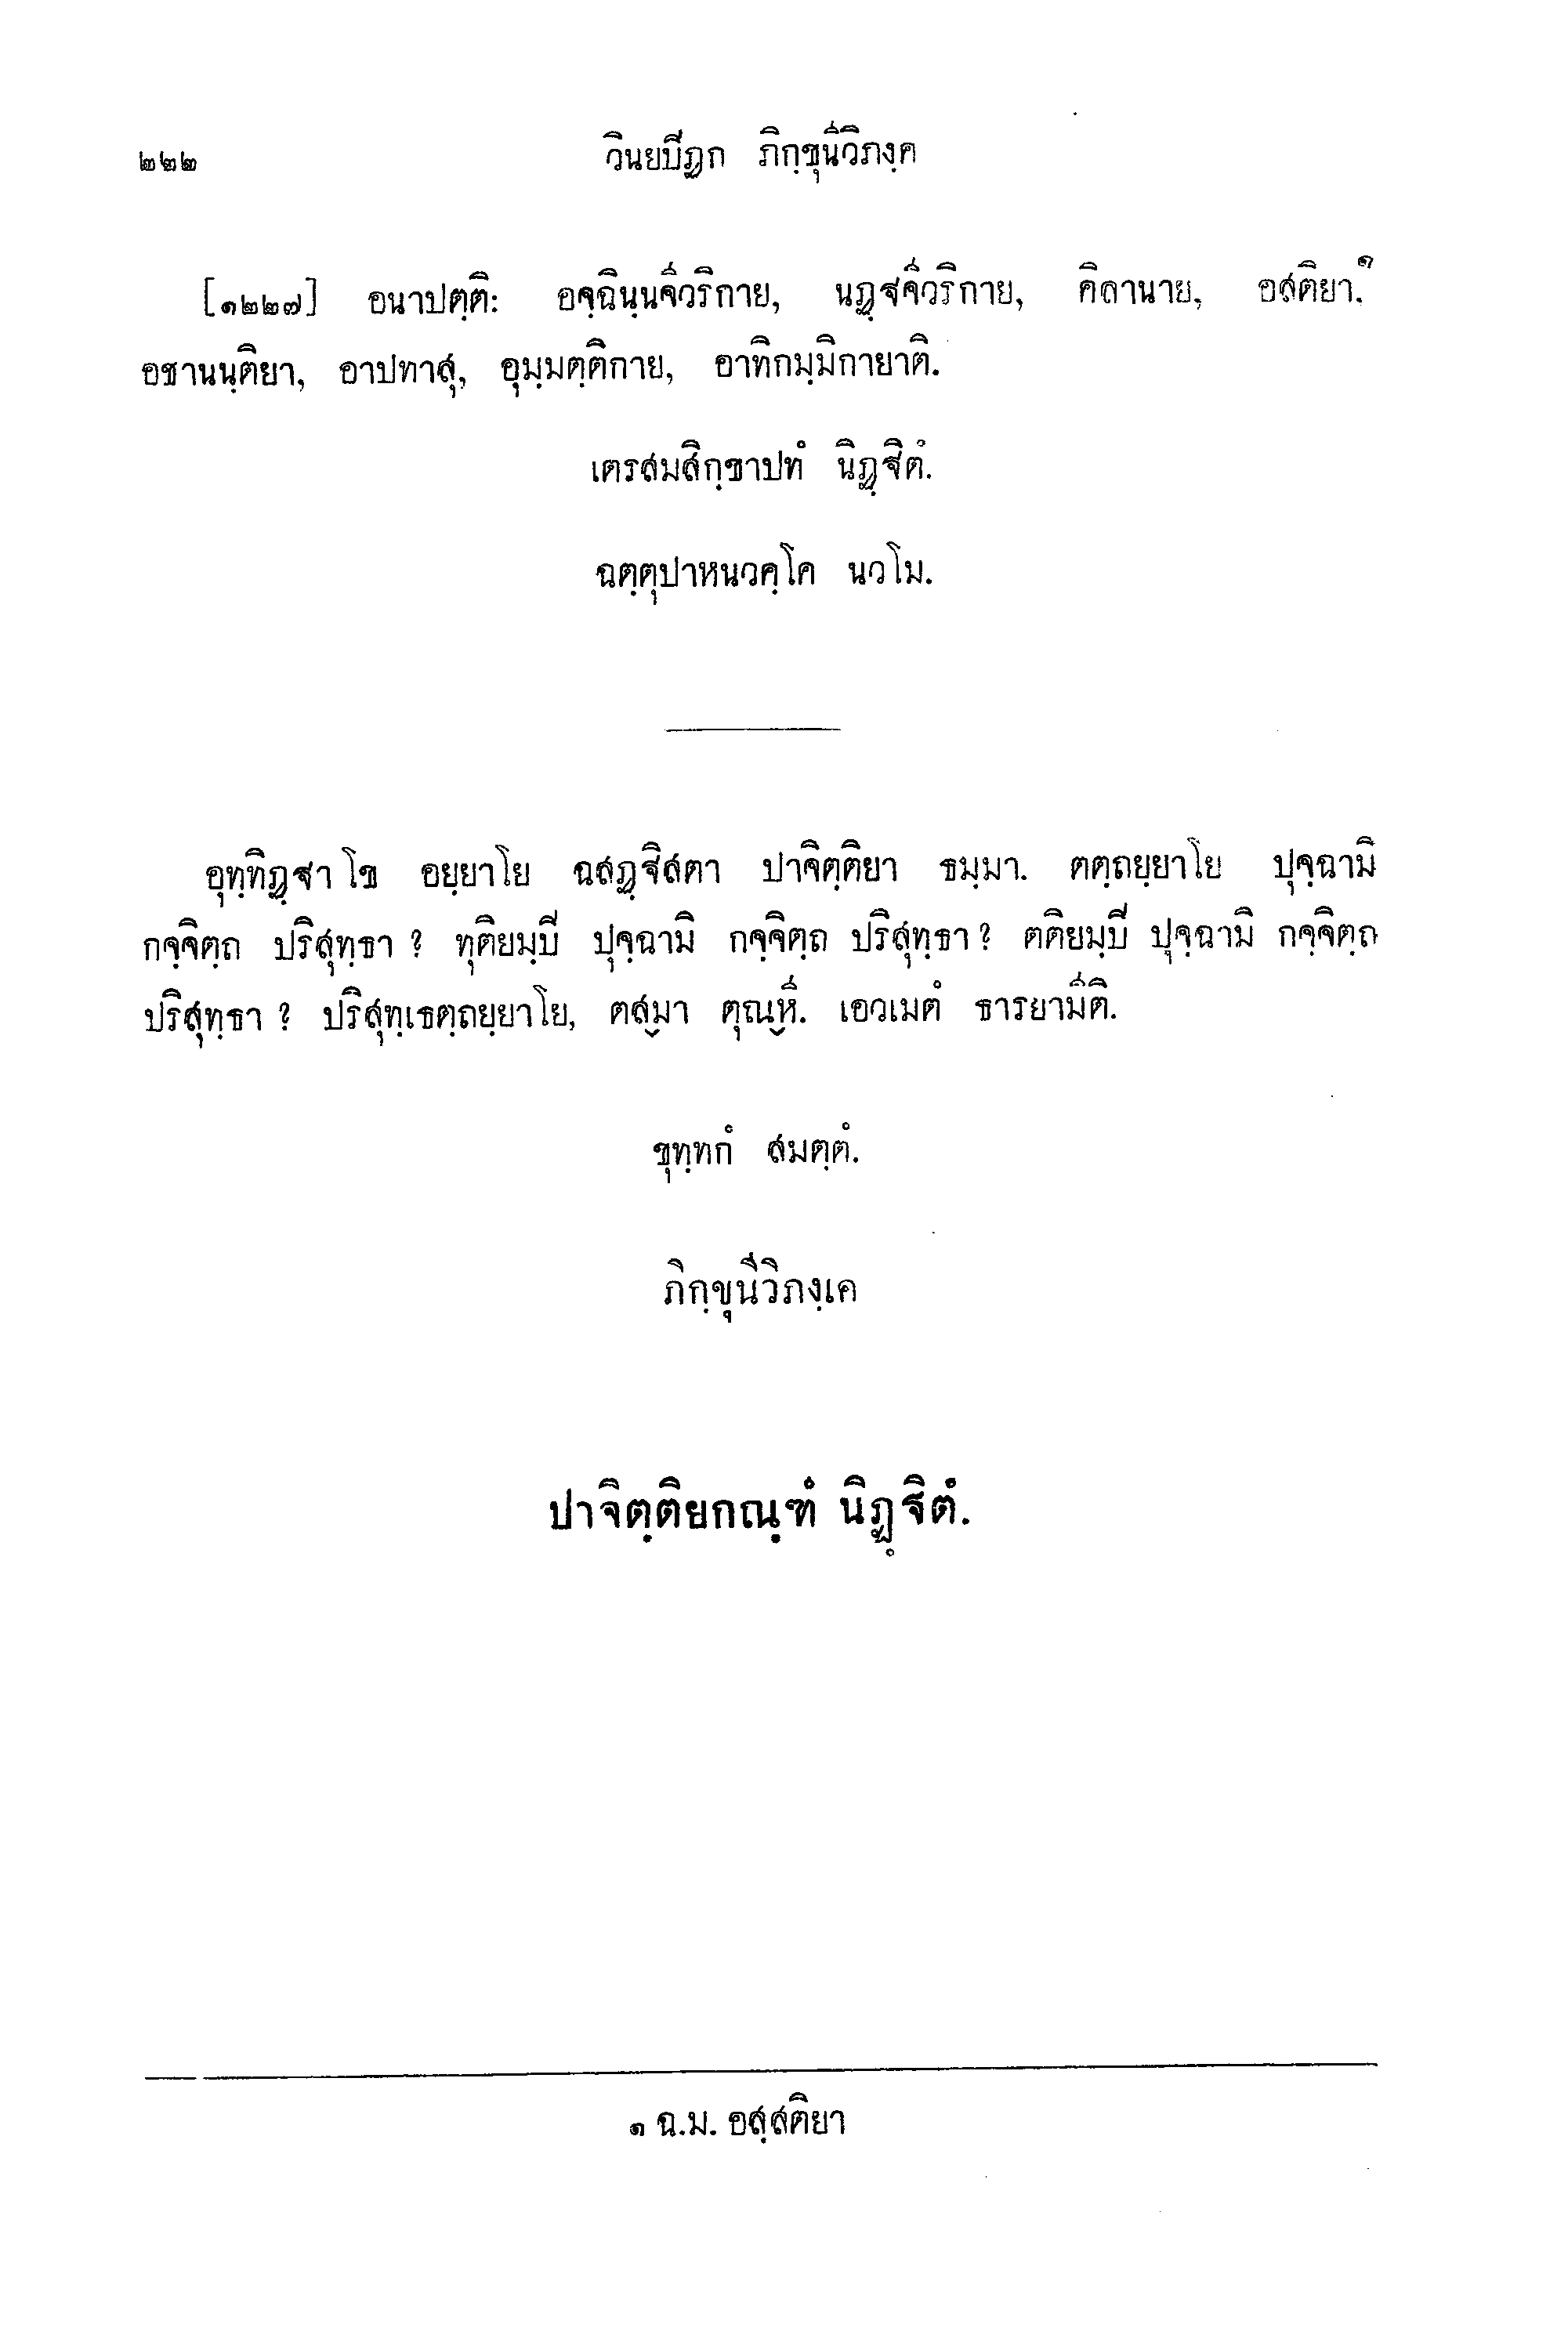 ๒๒๒ วินยปิฏก ภิกฺขุนีวิภงฺค
[๑๒๒๗] อนาปตฺติ: อจฺฉินฺนจีวริกาย, นฏฺฐจีวริกาย, คิลานาย, อสติยา,๑
อชานนฺติยา, อาปทาสุ, อุมฺมตฺติกาย, อาทิกมฺมิกายาติ.
เตรสมสิกฺขาปทํ นิฏฺฐิตํ.
ฉตฺตุปาหนวคฺโค นวโม.
อุทฺทิฏฺฐา โข อยฺยาโย ฉสฏฺฐิสตา ปาจิตฺติยา ธมฺมา. ตตฺถยฺยาโย ปุจฺฉามิ
กจฺจิตฺถ ปริสุทฺธา ? ทุติยมฺปิ ปุจฺฉามิ กจฺจิตฺถ ปริสุทฺธา ? ตติยมฺปิ ปุจฺฉามิ กจฺจิตฺถ
ปริสุทฺธา ? ปริสุทฺเธตฺถยฺยาโย, ตสฺมา ตุณฺหี. เอวเมตํ ธารยามีติ.
ขุทฺทกํ สมตฺตํ.
ภิกฺขุนีวิภงฺเค
ปาจิตฺติยกณฺฑํ นิฏฺฐิตํ.
๑ ฉ.ม. อสฺสติยา